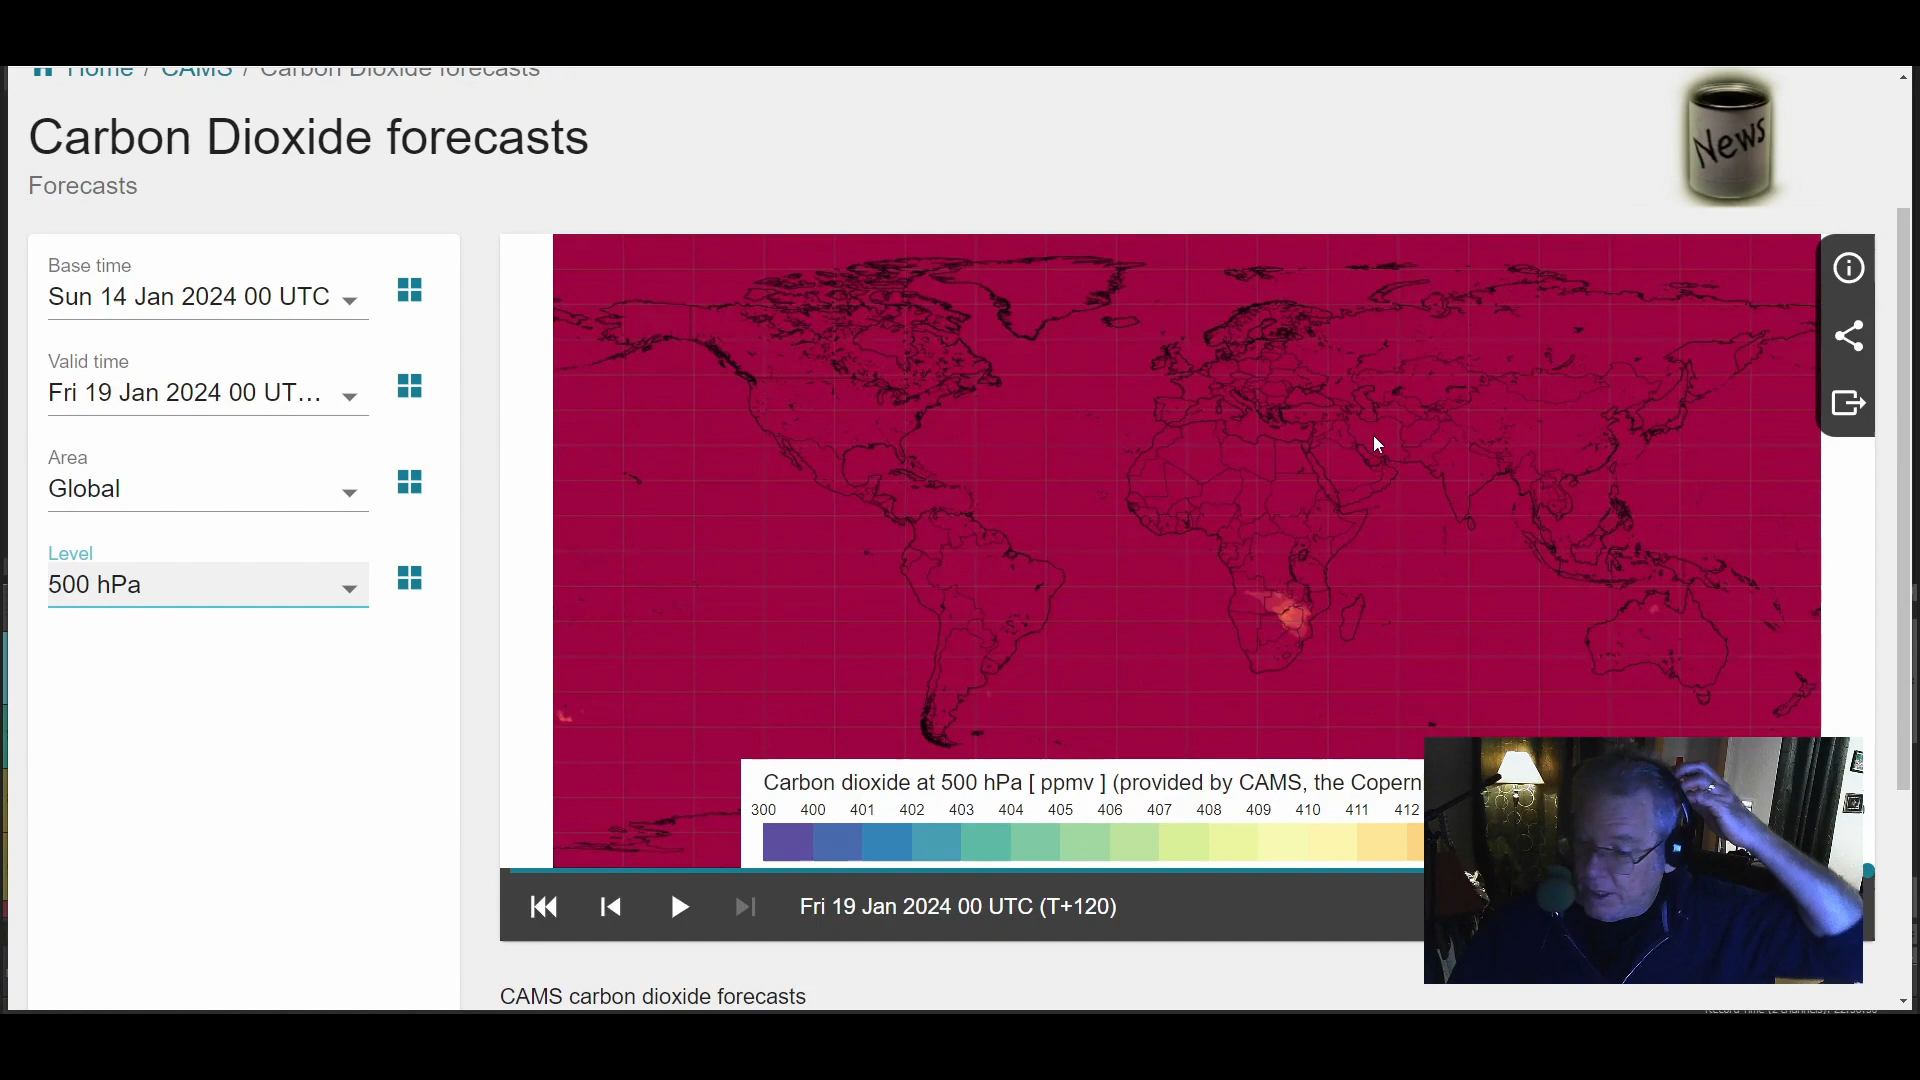 Home / CAMS / Carbon Dioxide forecasts
Carbon Dioxide forecasts
Forecasts
News
Base time
Sun 14 Jan 2024 00 UTC
Valid time
Fri 19 Jan 2024 00 UT...
Area
Global
Level
500 hPa
Carbon dioxide at 500 hPa [ ppmv ] (provided by CAMS, the Copern
300 400 401 402 403 404 405 406 407 408 409 410 411 412
Fri 19 Jan 2024 00 UTC (T+120)
CAMS carbon dioxide forecasts